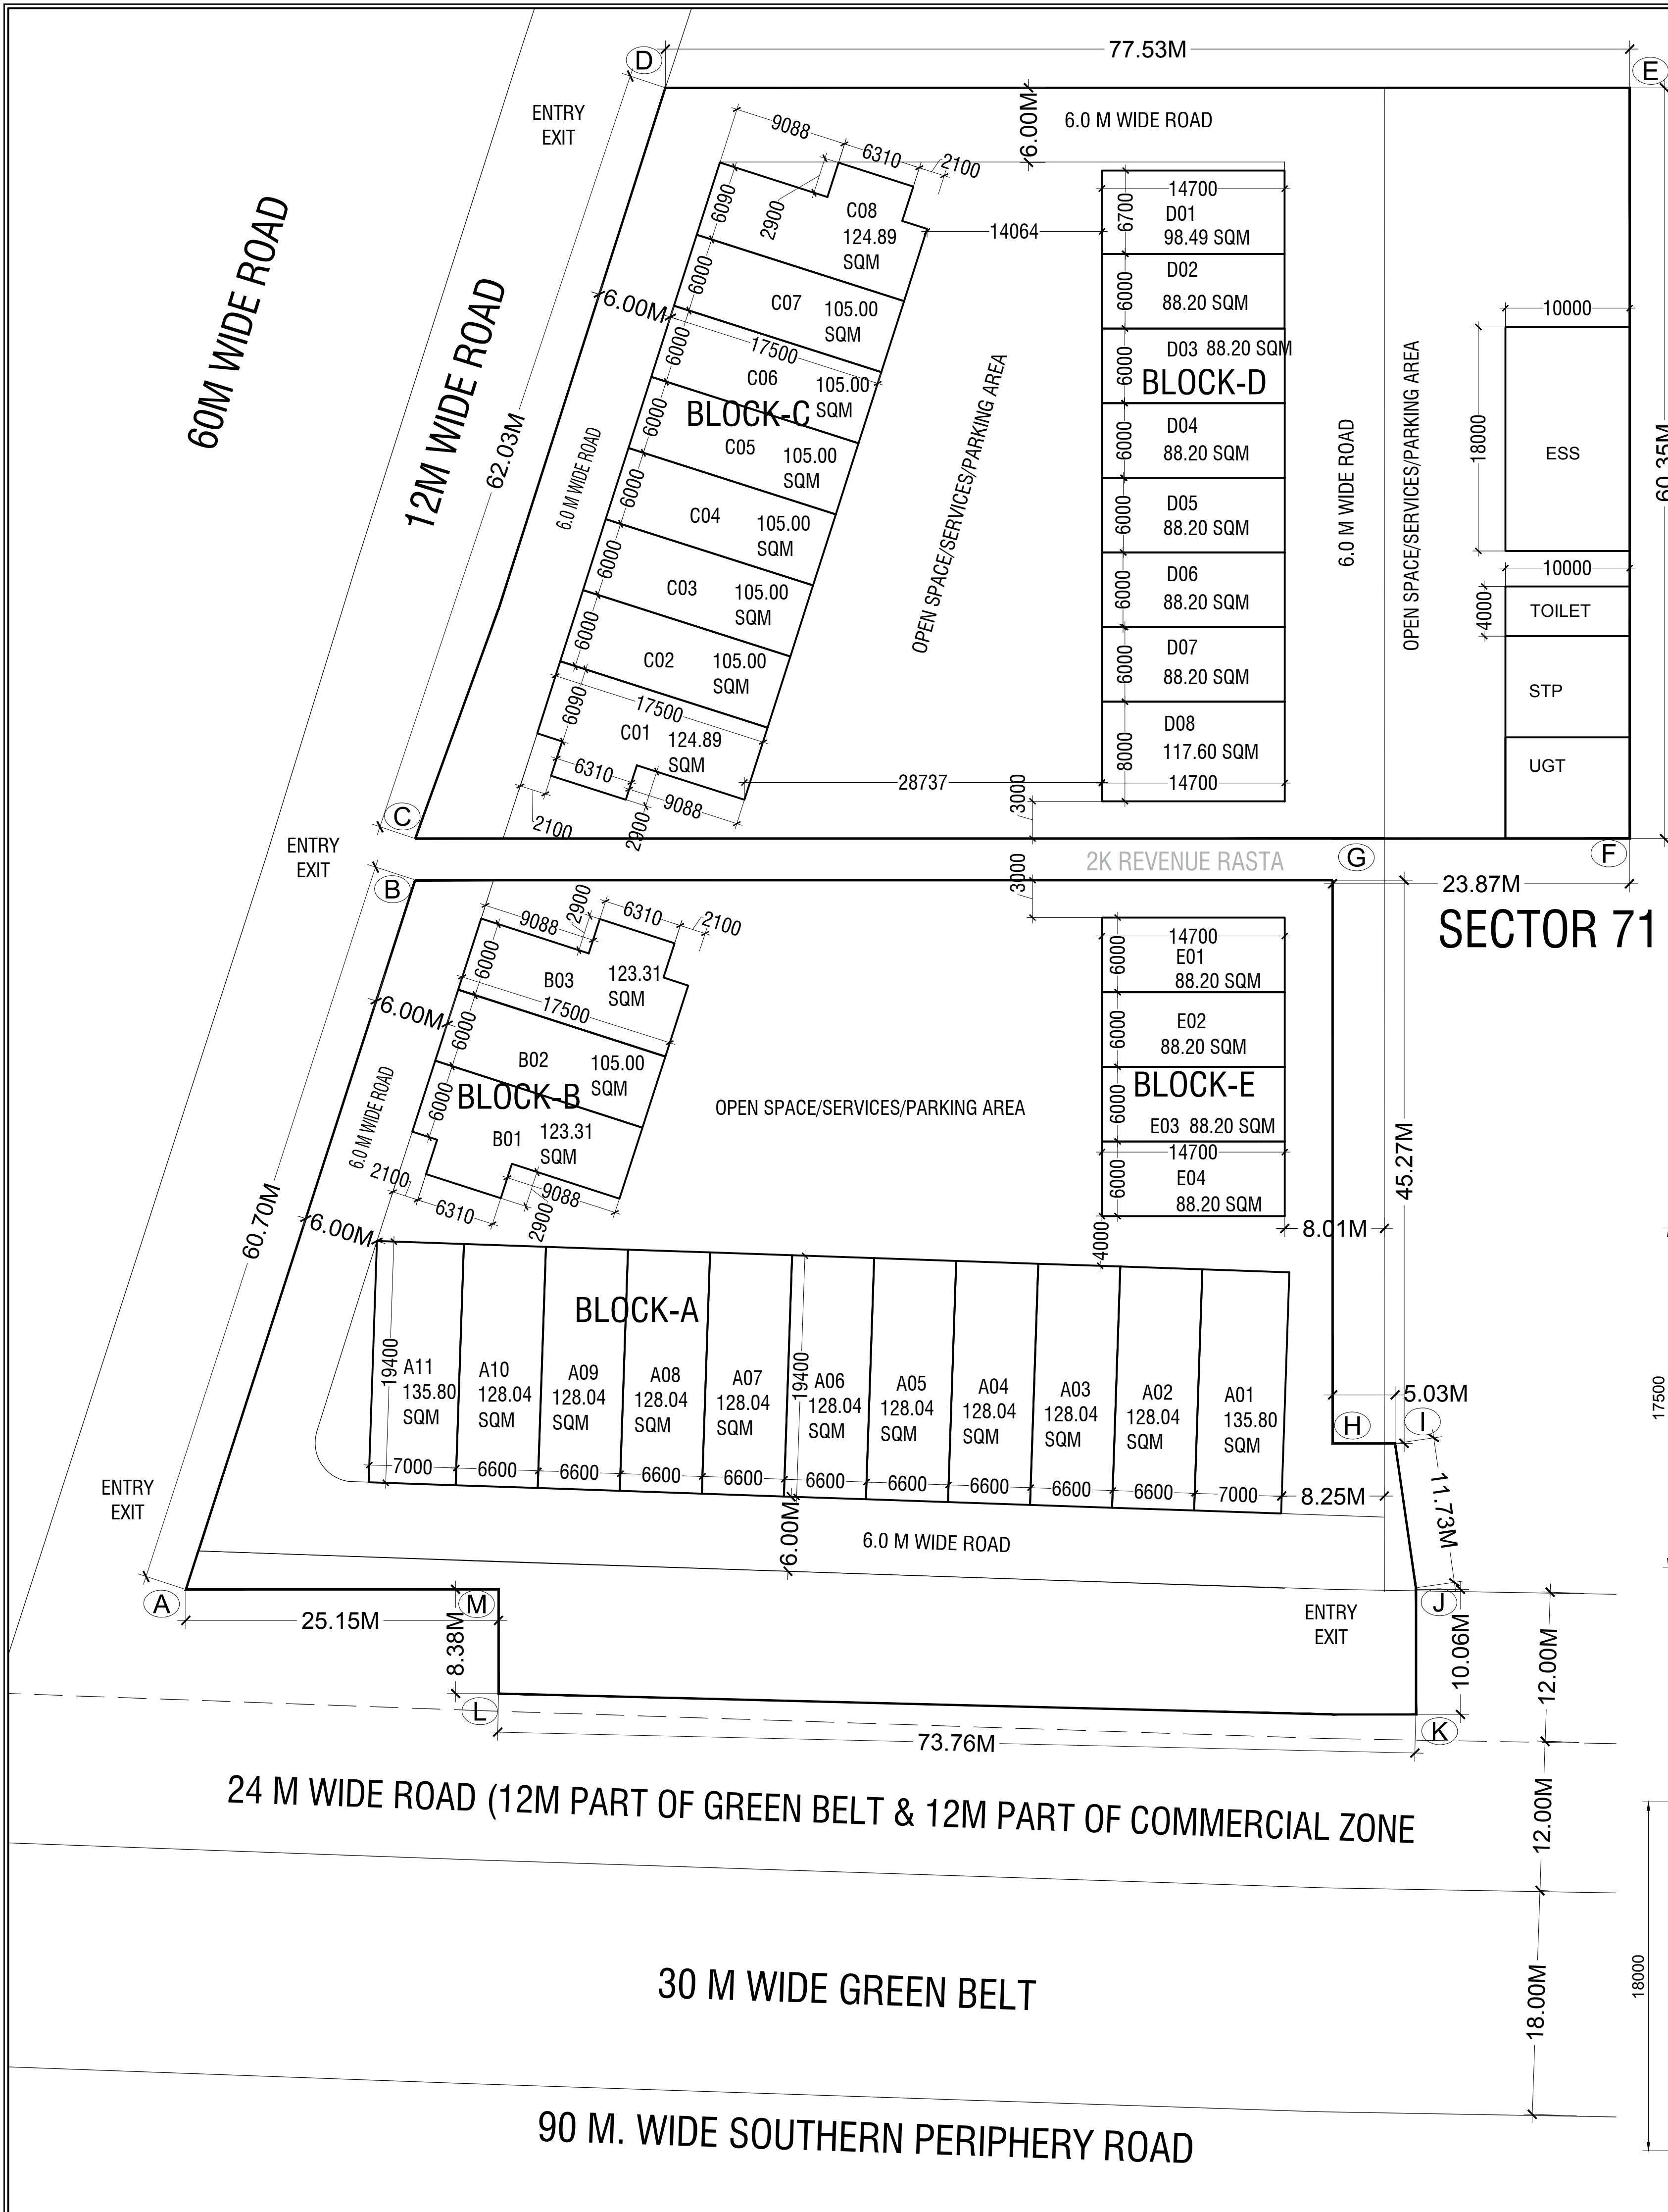 77.53M
D
E
ENTRY
EXIT
6.00M
6.0 M WIDE ROAD
9088
6310
2100
6090
2900
C08
124.89
SQM
14064
14700
6700
D01
98.49 SQM
60M WIDE ROAD
12M WIDE ROAD
62.03M
6.0 M WIDE ROAD
6.00M
6000
C07
105.00
SQM
17500
6000
C06
105.00
SQM
BLOCK-C
6000
C05
105.00
SQM
6000
C04
105.00
SQM
6000
C03
105.00
SQM
6000
C02
105.00
SQM
17500
6090
C01
124.89
SQM
6310
9088
2100
2900
OPEN SPACE/SERVICES/PARKING AREA
28737
6000
D02
88.20 SQM
6000
D03 88.20 SQM
BLOCK-D
6000
D04
88.20 SQM
6000
D05
88.20 SQM
6000
D06
88.20 SQM
6000
D07
88.20 SQM
8000
D08
117.60 SQM
14700
3000
6.0 M WIDE ROAD
OPEN SPACE/SERVICES/PARKING AREA
10000
18000
ESS
60.35M
10000
4000
TOILET
STP
UGT
C
ENTRY
EXIT
B
2K REVENUE RASTA
G
F
3000
23.87M
SECTOR 71
9088
2900
6310
2100
6000
B03
123.31
SQM
17500
6.00M
6000
B02
105.00
SQM
BLOCK-B
6000
B01
123.31
SQM
6.0 M WIDE ROAD
2100
6310
9088
2900
OPEN SPACE/SERVICES/PARKING AREA
14700
6000
E01
88.20 SQM
6000
E02
88.20 SQM
BLOCK-E
6000
E03 88.20 SQM
14700
6000
E04
88.20 SQM
45.27M
8.01M
4000
60.70M
6.00M
BLOCK-A
19400
A11
135.80
SQM
A10
128.04
SQM
A09
128.04
SQM
A08
128.04
SQM
A07
128.04
SQM
19400
A06
128.04
SQM
A05
128.04
SQM
A04
128.04
SQM
A03
128.04
SQM
A02
128.04
SQM
A01
135.80
SQM
7000
6600
6600
6600
6600
6600
6600
6600
6600
6600
7000
8.25M
5.03M
H
I
11.73M
17500
ENTRY
EXIT
6.00M
6.0 M WIDE ROAD
A
25.15M
M
8.38M
L
ENTRY
EXIT
J
10.06M
12.00M
K
73.76M
24 M WIDE ROAD (12M PART OF GREEN BELT & 12M PART OF COMMERCIAL ZONE
12.00M
30 M WIDE GREEN BELT
18.00M
18000
90 M. WIDE SOUTHERN PERIPHERY ROAD